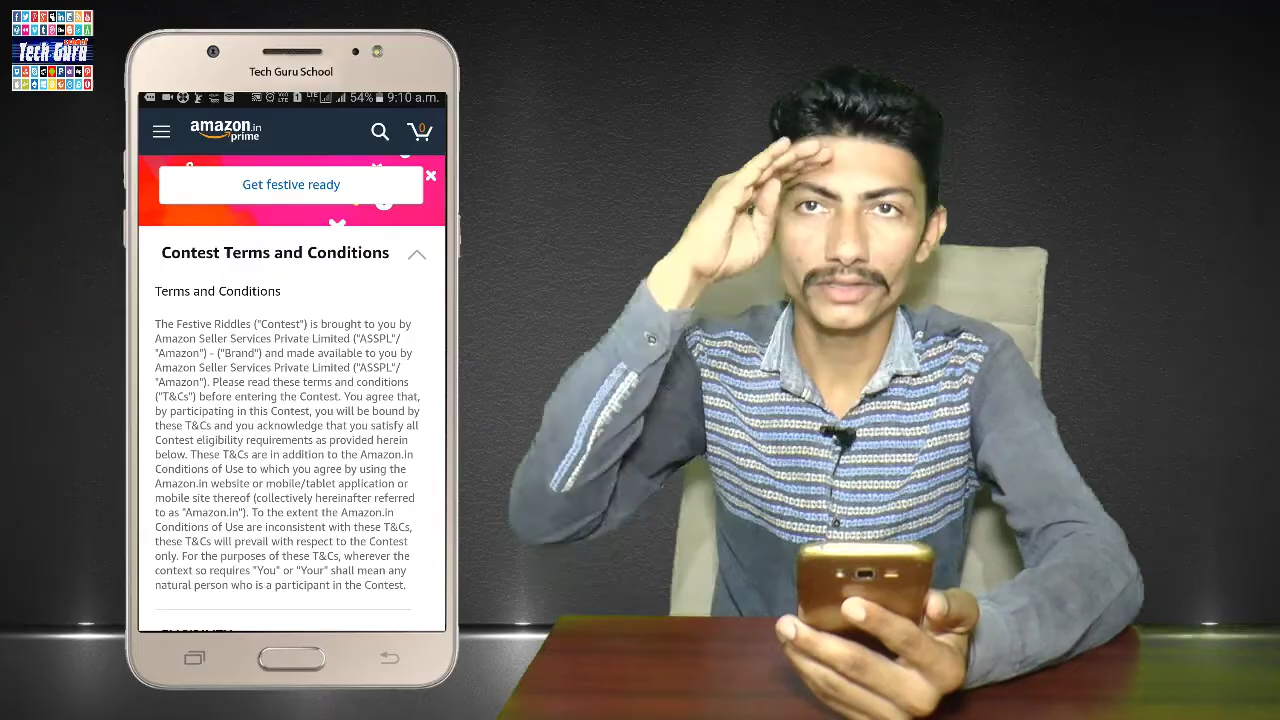 Tech Guru
school
Tech Guru School
54% 9:10 a.m.
amazon.in
prime
0
Get festive ready
Contest Terms and Conditions
Terms and Conditions
The Festive Riddles ("Contest") is brought to you by
Amazon Seller Services Private Limited ("ASSPL"/
"Amazon") - ("Brand") and made available to you by
Amazon Seller Services Private Limited ("ASSPL"/
"Amazon"). Please read these terms and conditions
("T&Cs) before entering the Contest. You agree that,
by participating in this Contest, you will be bound by
these T&Cs and you acknowledge that you satisfy all
Contest eligibility requirements as provided herein
below. These T&Cs are in addition to the Amazon.in
Conditions of Use to which you agree by using the
Amazon.in website or mobile/tablet application or
mobile site thereof (collectively hereinafter referred
to as "Amazon.in"). To the extent the Amazon.in
Conditions of Use are inconsistent with these T&Cs,
these T&Cs will prevail with respect to the Contest
only. For the purposes of these T&Cs, wherever the
context so requires "You" or "Your" shall mean any
natural person who is a participant in the Contest.